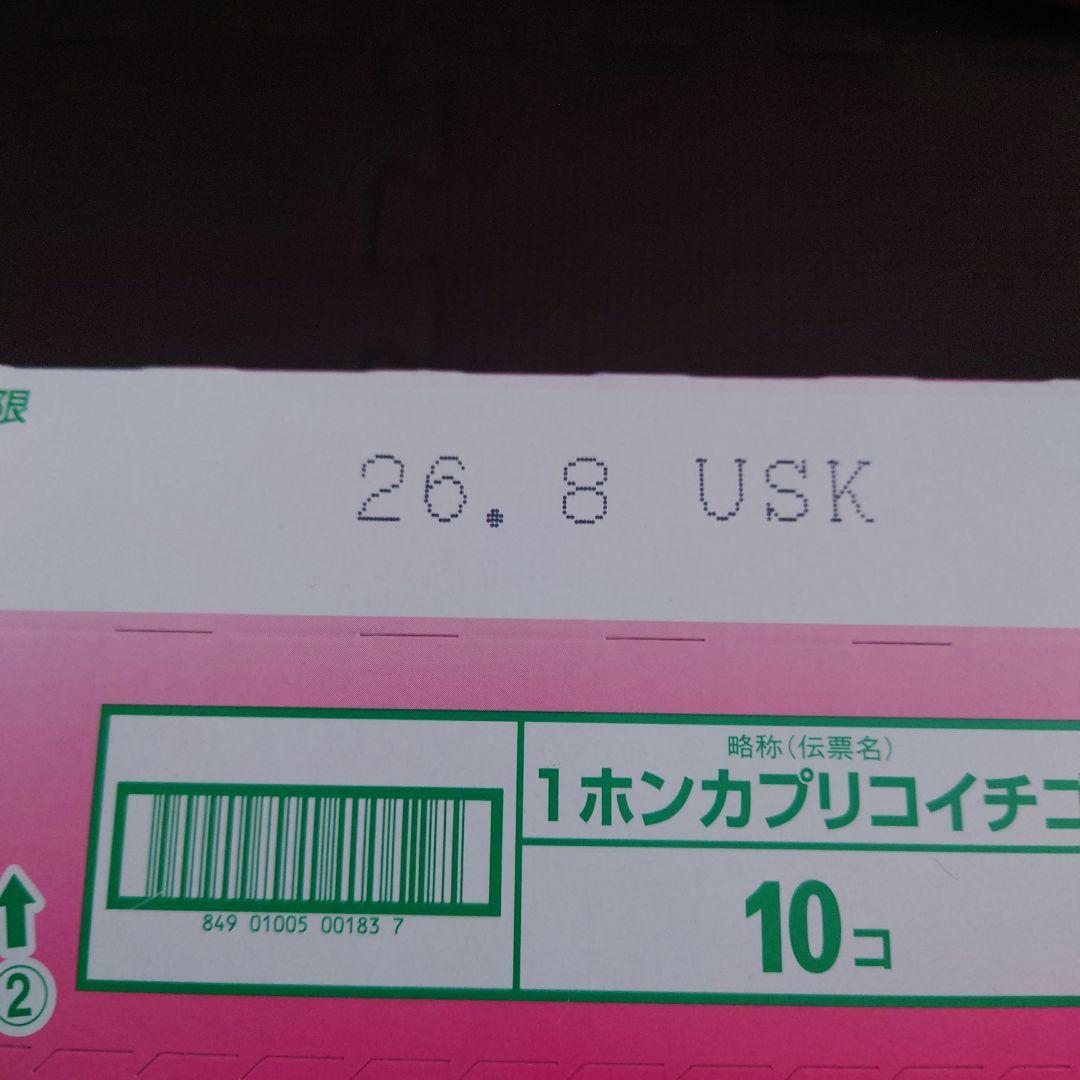 限
26. 8 USK
略称(伝票名)
1ホンカプリコイチゴ
849 01005 00183 7
10コ
②